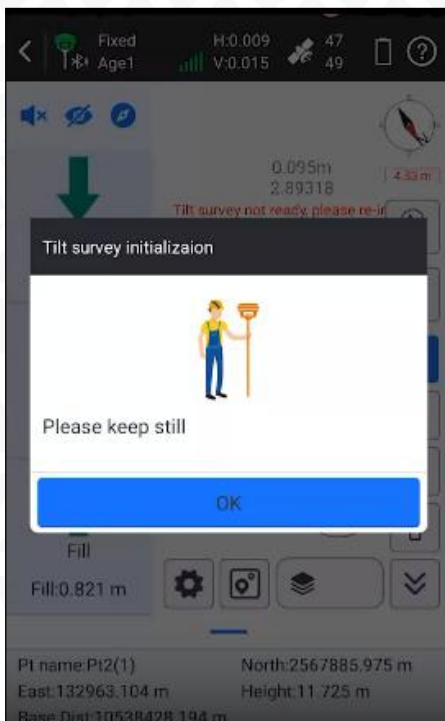 Fixed
Age1
H:0.009
V:0.015
47
49
0.095m
2.89318
4.33 m
Tilt survey not ready, please re-in
Tilt survey initializaion
Please keep still
OK
Fill
Fill:0.821 m
Pt name:Pt2(1)
North:2567885.975 m
East:132963.104 m
Height:11.725 m
Base Dist:10538428.194 m